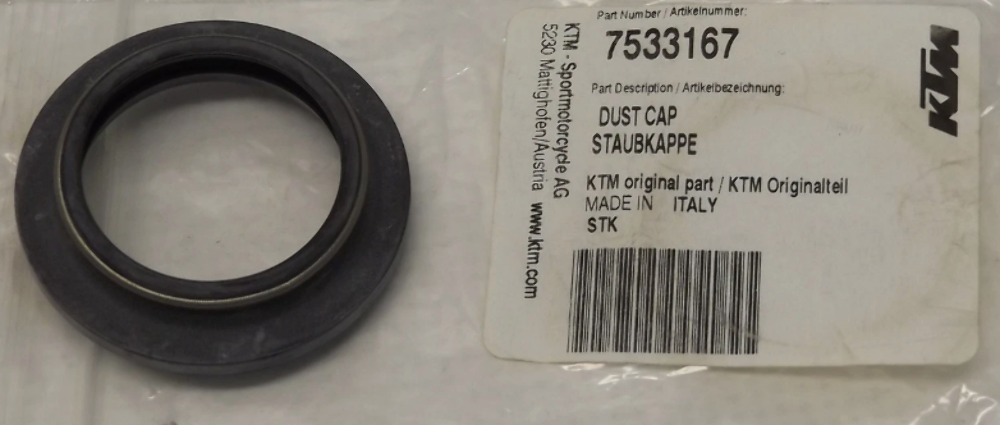 Part Number / Artikelnummer:
7533167
Part Description / Artikelbezeichnung:
DUST CAP
STAUBKAPPE
KTM original part / KTM Originalteil
MADE IN ITALY
STK
KTM - Sportmotorcycle AG
5230 Mattighofen/Austria www.ktm.com
KTM